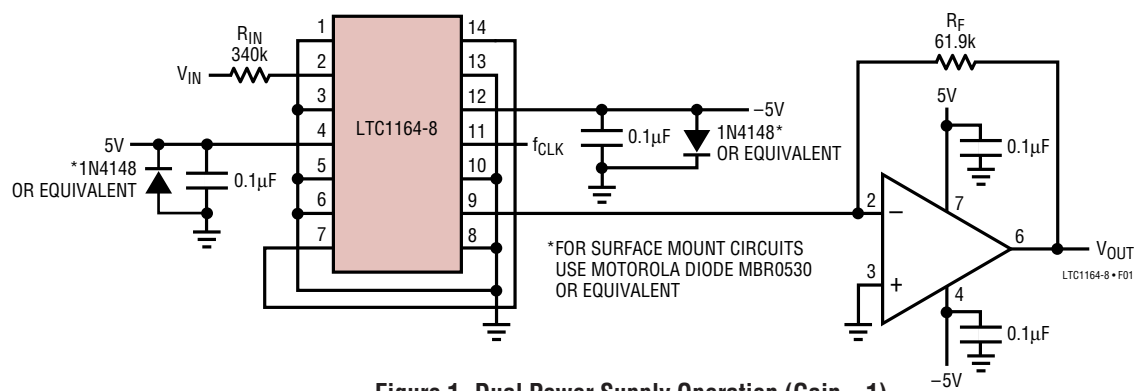 RIN
340k
VIN
1
2
3
4
5
6
7
LTC1164-8
14
13
12
11
10
9
8
5V
*1N4148
OR EQUIVALENT
0.1µF
fCLK
–5V
0.1µF
1N4148*
OR EQUIVALENT
*FOR SURFACE MOUNT CIRCUITS
USE MOTOROLA DIODE MBR0530
OR EQUIVALENT
RF
61.9k
5V
0.1µF
2
–
7
3
+
6
4
VOUT
LTC1164-8 • F01
0.1µF
–5V
Figure 1. Dual Power Supply Operation (Gain = 1)